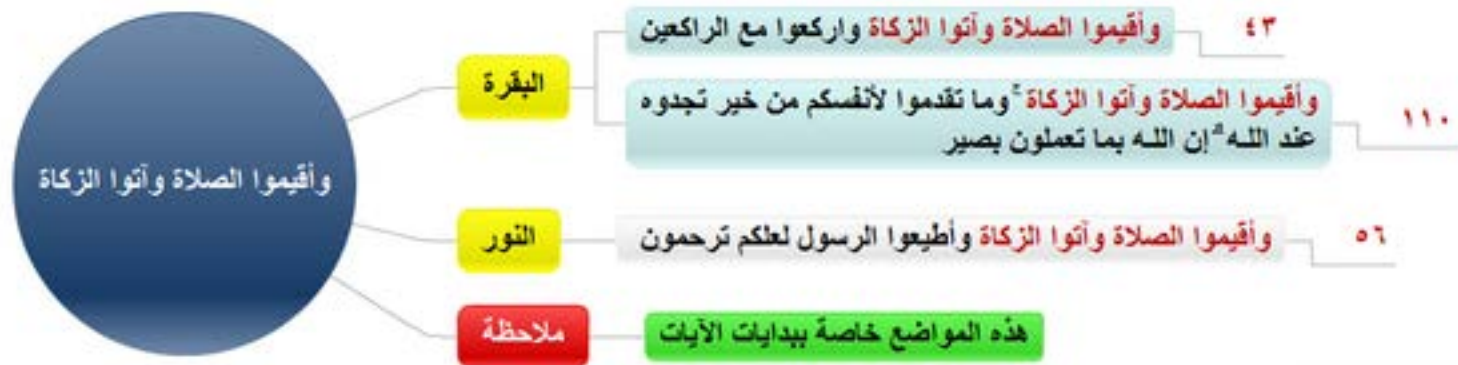 وأقيموا الصلاة وآتوا الزكاة
البقرة
وأقيموا الصلاة وآتوا الزكاة واركعوا مع الراكعين
٤٣
وأقيموا الصلاة وآتوا الزكاة ۚ وما تقدموا لأنفسكم من خير تجدوه
عند الله ۗ إن الله بما تعملون بصير
١١٠
النور
وأقيموا الصلاة وآتوا الزكاة وأطيعوا الرسول لعلكم ترحمون
٥٦
ملاحظة
هذه المواضع خاصة ببدايات الآيات